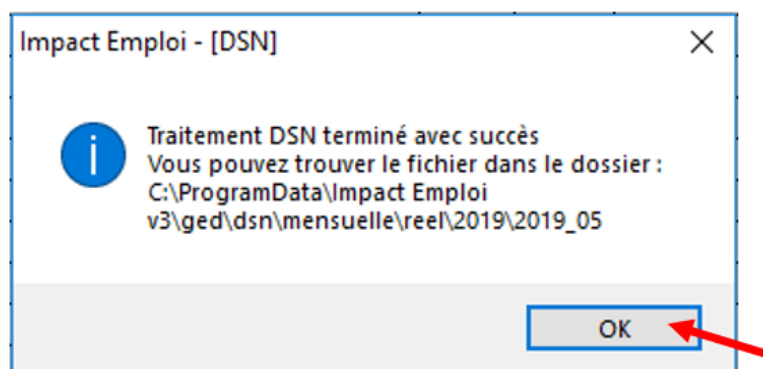 Impact Emploi - [DSN]
Traitement DSN terminé avec succès
Vous pouvez trouver le fichier dans le dossier :
C:\ProgramData\Impact Emploi
v3\ged\dsn\mensuelle\reel\2019\2019_05
OK